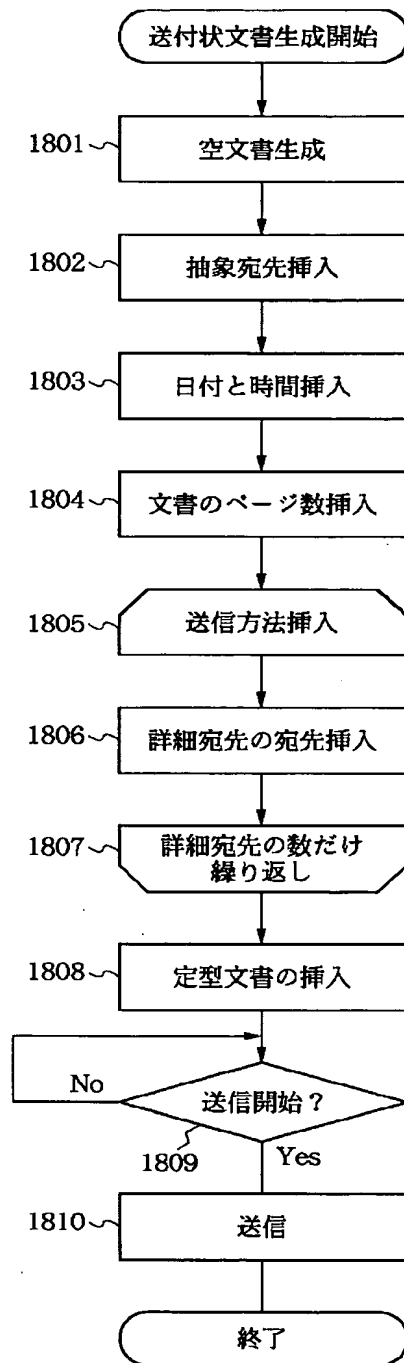 送付状文書生成開始
1801
空文書生成
1802
抽象宛先挿入
1803
日付と時間挿入
1804
文書のページ数挿入
1805
送信方法挿入
1806
詳細宛先の宛先挿入
1807
詳細宛先の数だけ
繰り返し
1808
定型文書の挿入
No
送信開始？
1809
Yes
1810
送信
終了